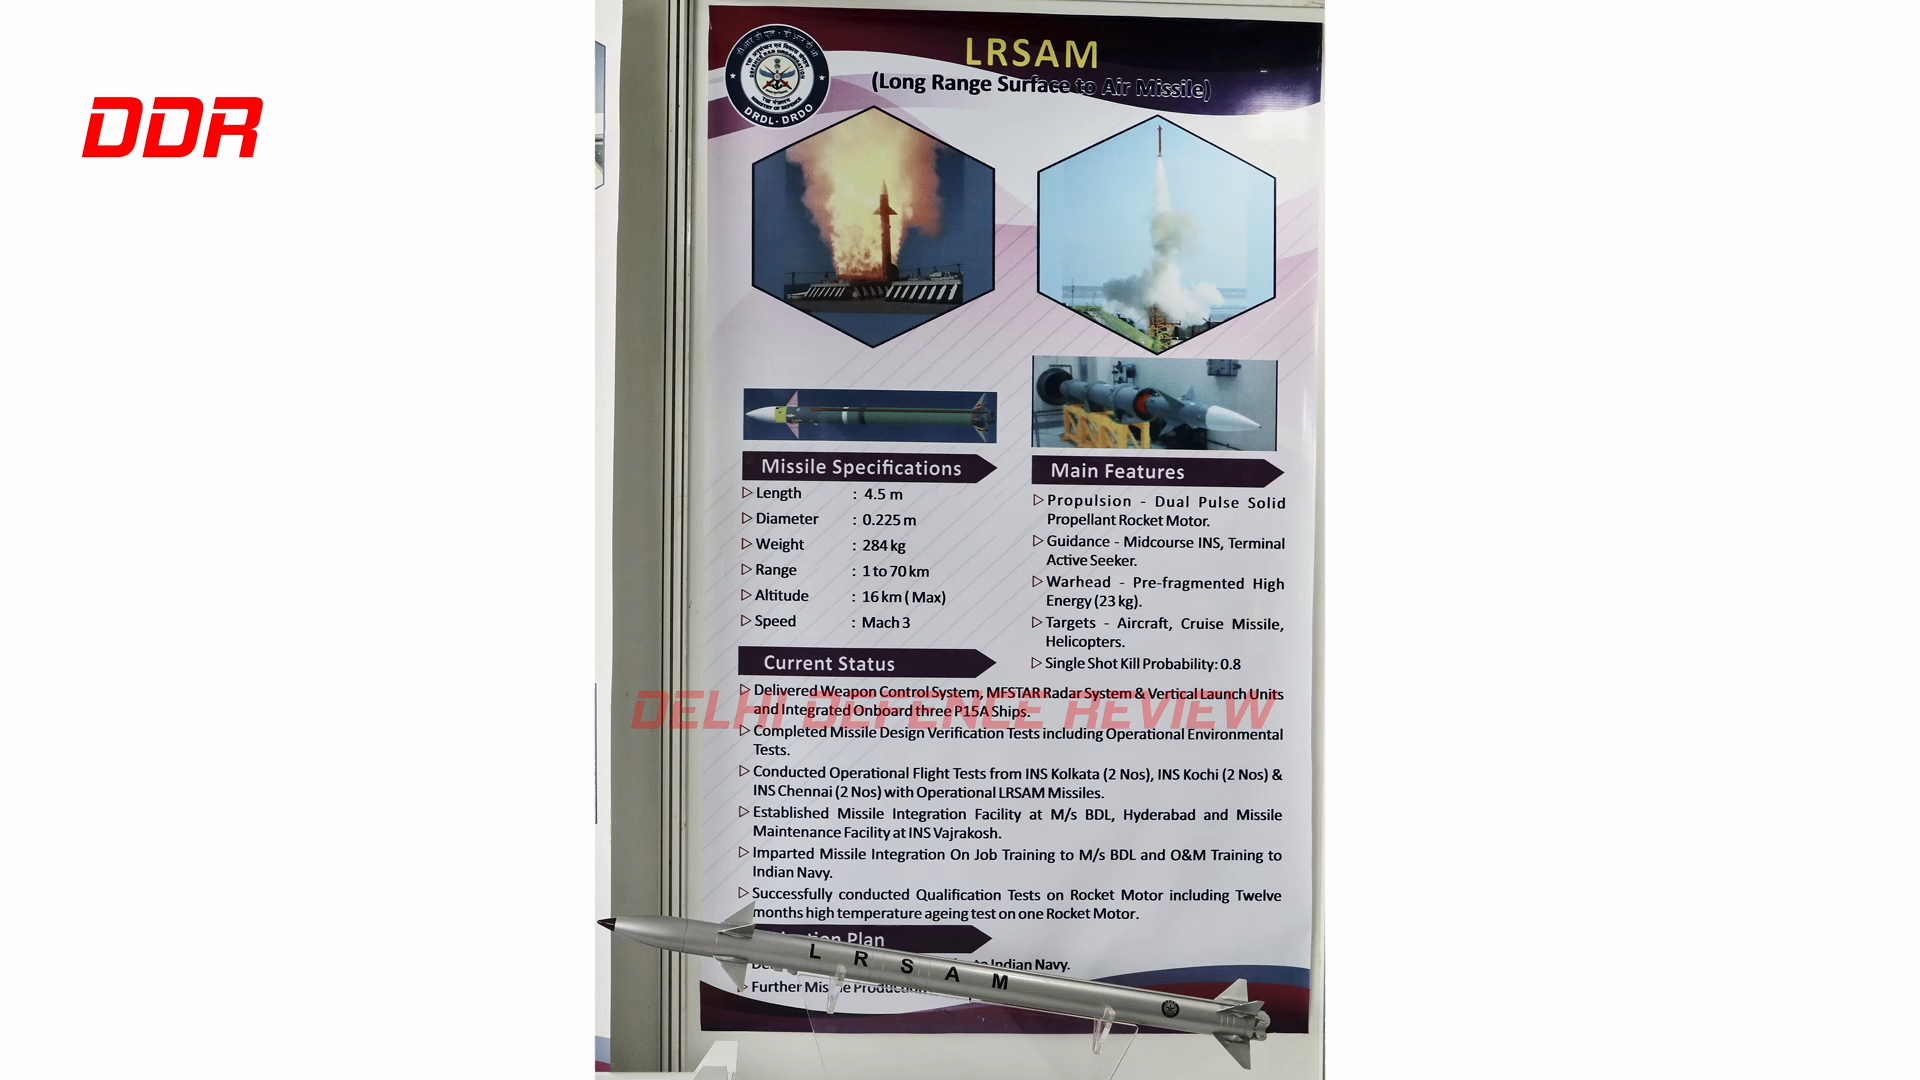 DDR
LRSAM
(Long Range Surface to Air Missile)
DRDL - DRDO
Missile Specifications
Length : 4.5 m
Diameter : 0.225 m
Weight : 284 kg
Range : 1 to 70 km
Altitude : 16 km ( Max)
Speed : Mach 3
Main Features
Propulsion - Dual Pulse Solid
Propellant Rocket Motor.
Guidance - Midcourse INS, Terminal
Active Seeker.
Warhead - Pre-fragmented High
Energy (23 kg).
Targets - Aircraft, Cruise Missile,
Helicopters.
Single Shot Kill Probability: 0.8
Current Status
Delivered Weapon Control System, MFSTAR Radar System & Vertical Launch Units
and Integrated Onboard three P15A Ships.
DELHI DEFENCE REVIEW
Completed Missile Design Verification Tests including Operational Environmental
Tests.
Conducted Operational Flight Tests from INS Kolkata (2 Nos), INS Kochi (2 Nos) &
INS Chennai (2 Nos) with Operational LRSAM Missiles.
Established Missile Integration Facility at M/s BDL, Hyderabad and Missile
Maintenance Facility at INS Vajrakosh.
Imparted Missile Integration On Job Training to M/s BDL and O&M Training to
Indian Navy.
Successfully conducted Qualification Tests on Rocket Motor including Twelve
months high temperature ageing test on one Rocket Motor.
Plan
to Indian Navy.
Further Missile Production
L R S A M